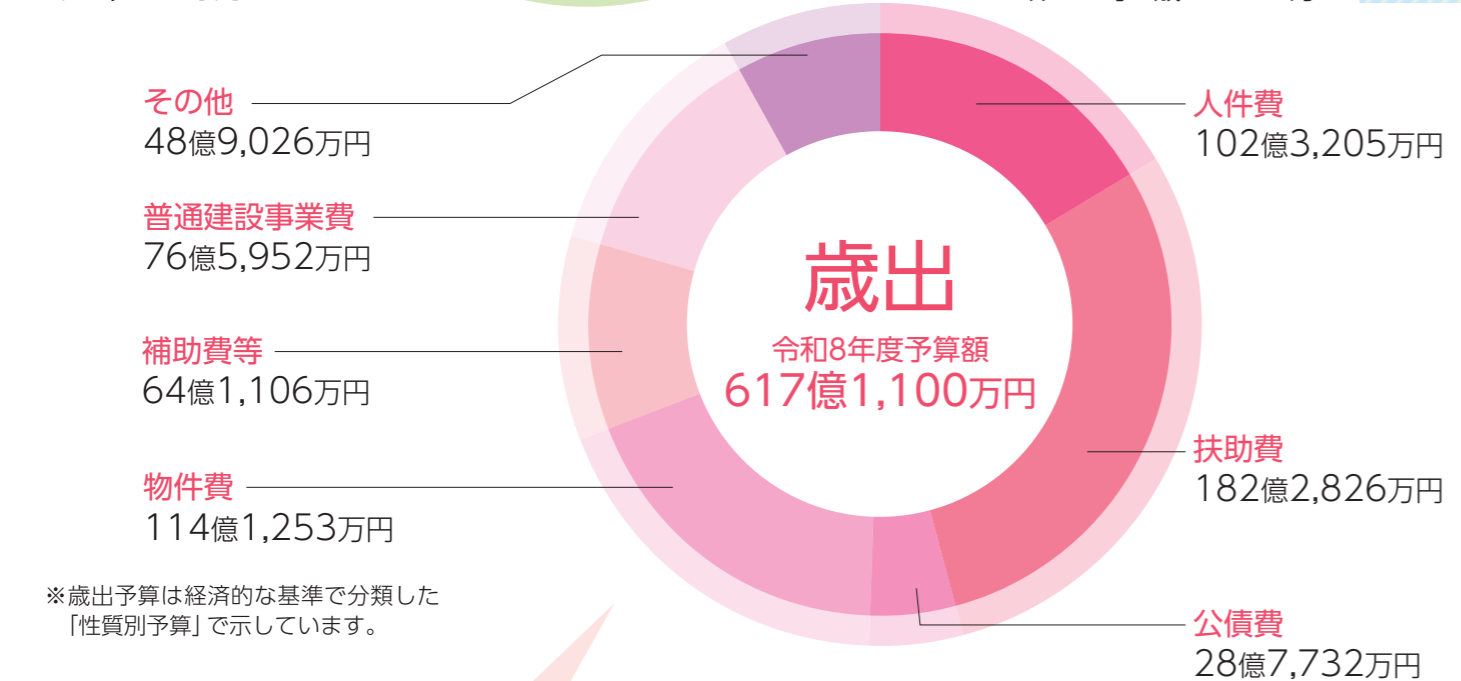 その他
48億9,026万円
普通建設事業費
76億5,952万円
補助費等
64億1,106万円
物件費
114億1,253万円
※歳出予算は経済的な基準で分類した
「性質別予算」で示しています。
歳出
令和8年度予算額
617億1,100万円
人件費
102億3,205万円
扶助費
182億2,826万円
公債費
28億7,732万円